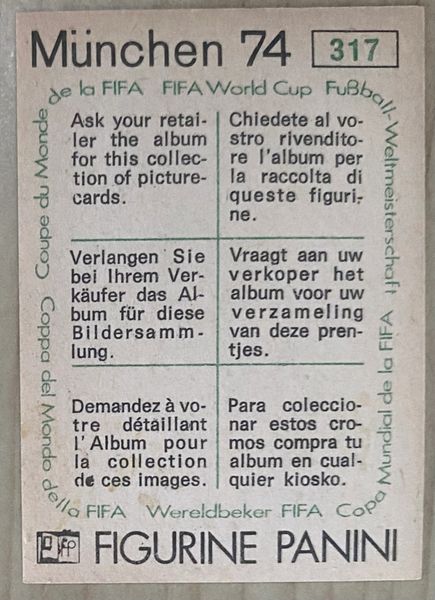 München 74 317
de la FIFA FIFA World Cup Fußball-Weltmeisterschaft
Ask your retai-
ler the album
for this collec-
tion of picture-
cards.
Chiedete al vo-
stro rivendito-
re l'album per
la raccolta di
queste figuri-
ne.
Verlangen Sie
bei Ihrem Ver-
käufer das Al-
bum für diese
Bildersamm-
lung.
Vraagt aan uw
verkoper het
album voor uw
verzameling
van deze pren-
tjes.
Demandez à vo-
tre détaillant
l'Album pour
la collection
de ces images.
Para coleccio-
nar estos cro-
mos compra tu
album en cual-
quier kiosko.
Copa Mundial de la FIFA
Wereldbeker FIFA
Coppa del Mondo della FIFA
Coupe du Monde
FIGURINE PANINI